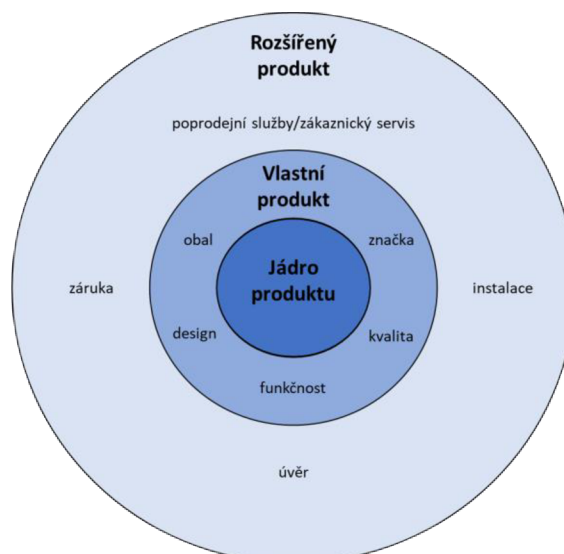 Rozšířený
produkt
poprodejní služby/zákaznický servis
Vlastní
produkt
obal
značka
Jádro
produktu
záruka
instalace
design
kvalita
funkčnost
úvěr